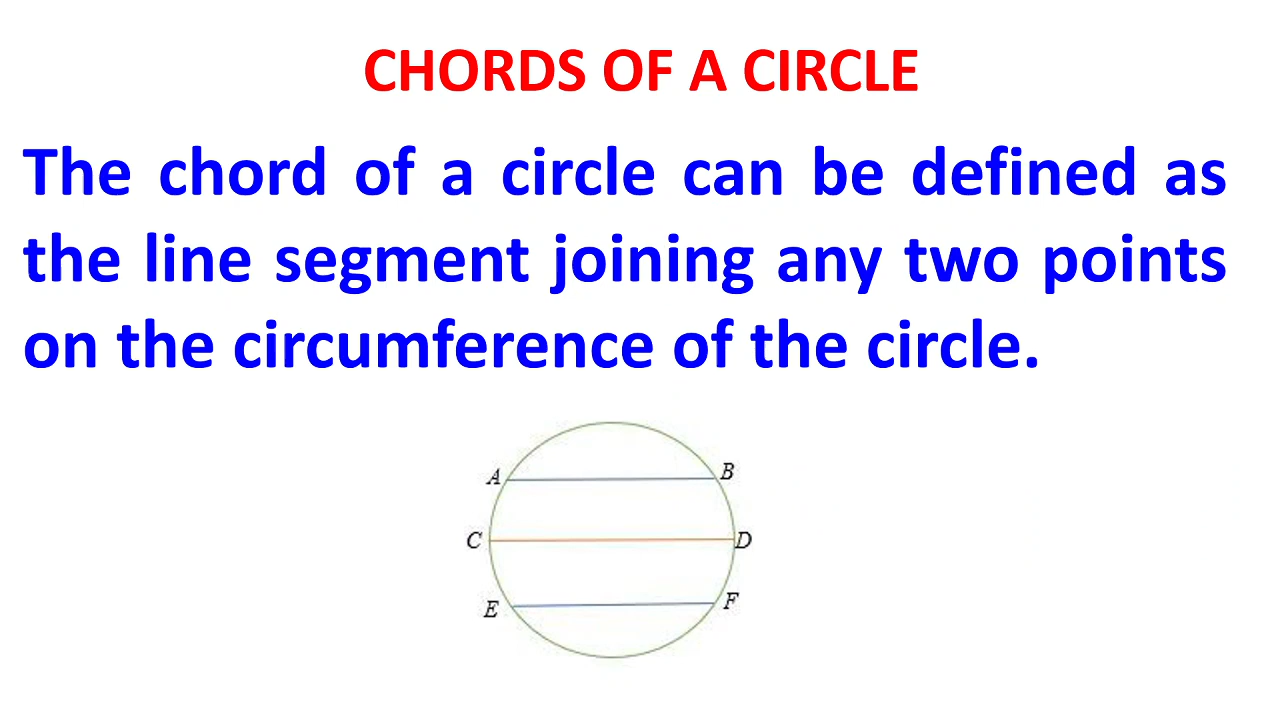 CHORDS OF A CIRCLE
The chord of a circle can be defined as
the line segment joining any two points
on the circumference of the circle.
A B
C D
E F